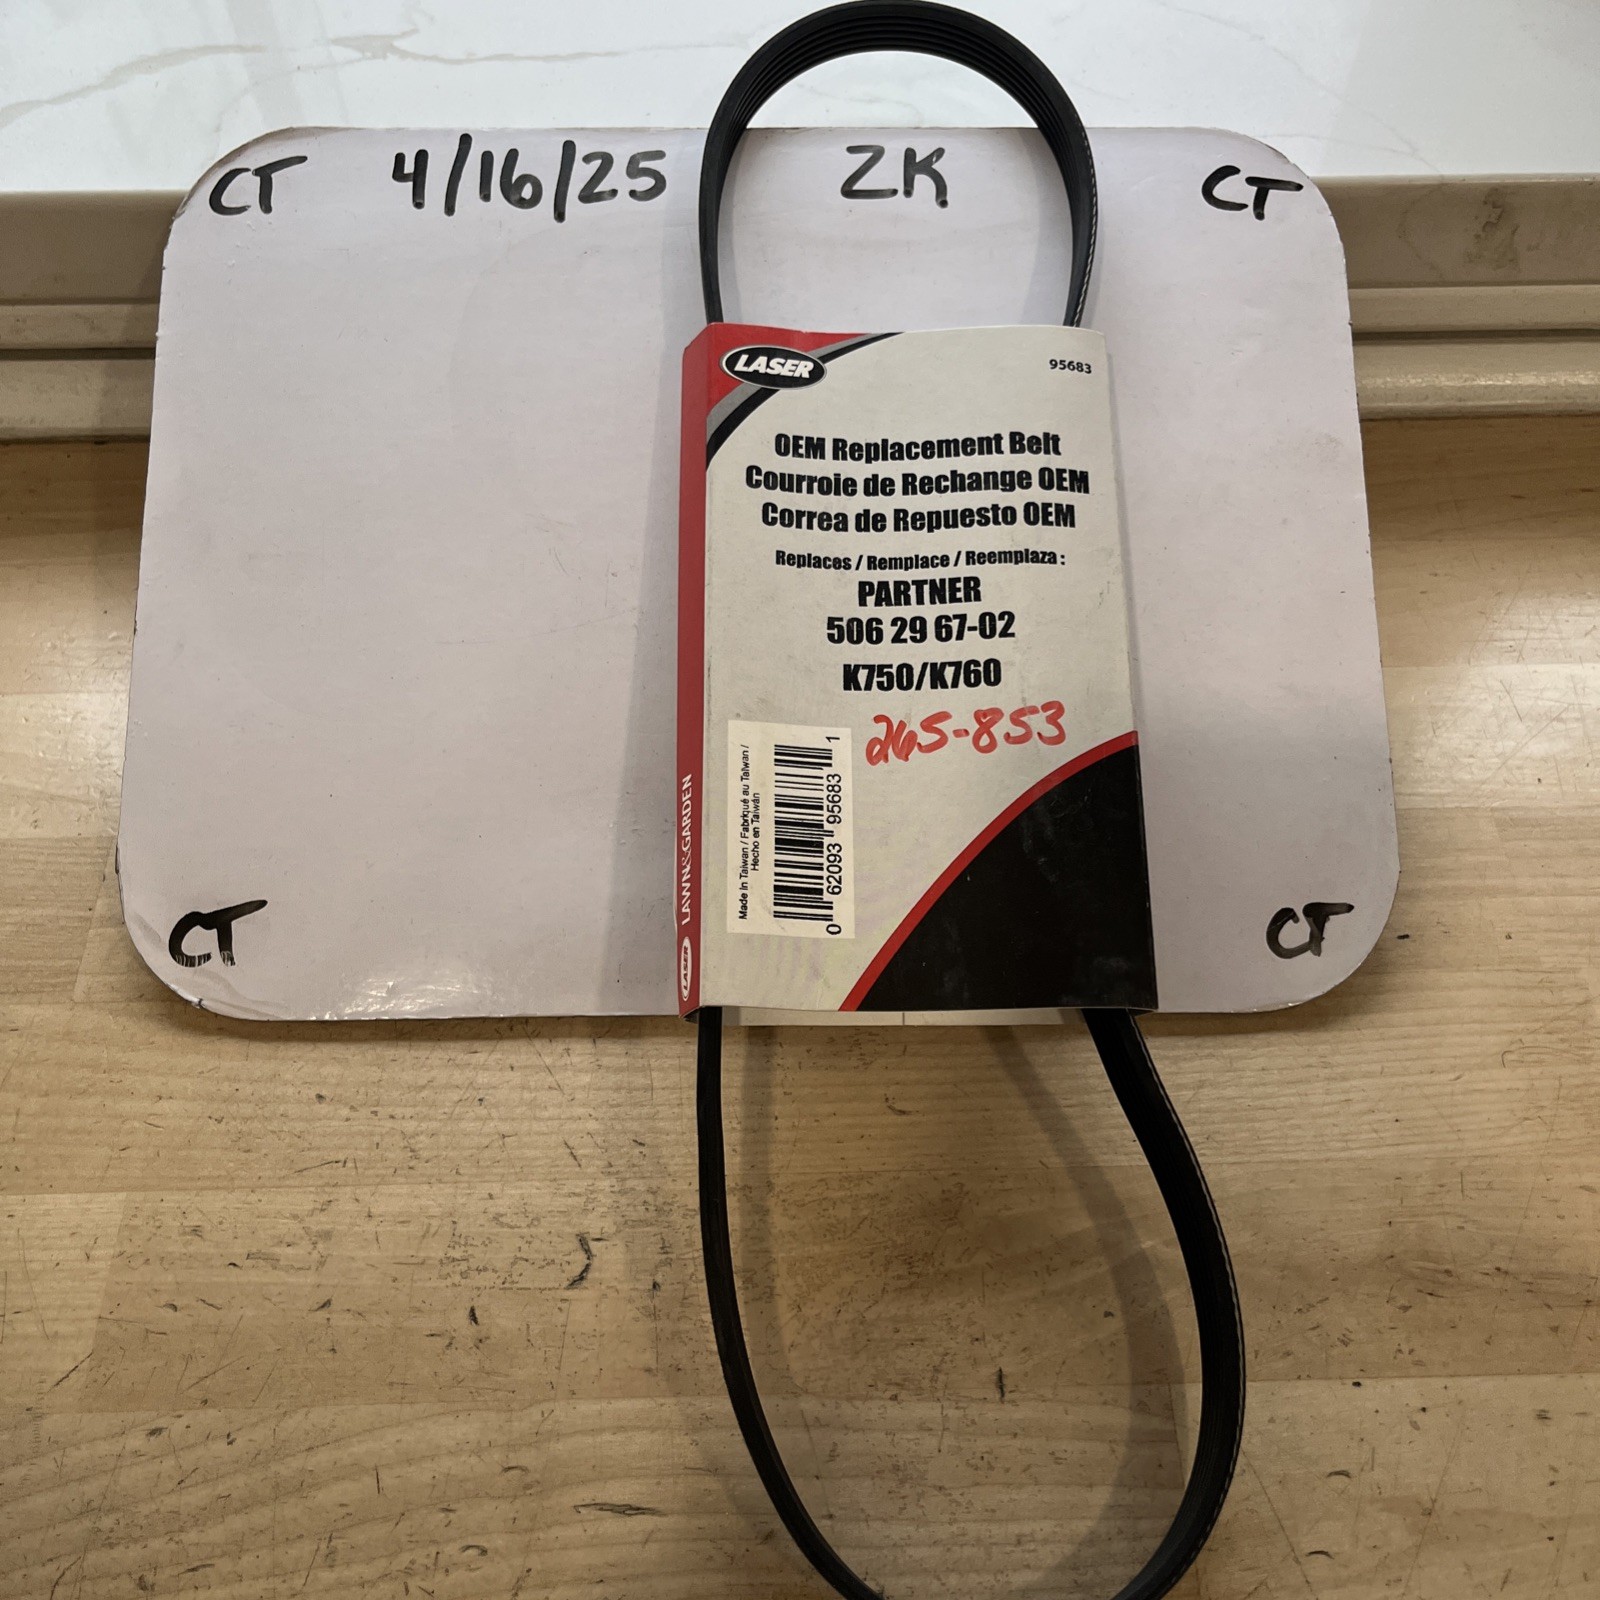 CT 4/16/25 ZK CT
LASER
95683
OEM Replacement Belt
Courroie de Rechange OEM
Correa de Repuesto OEM
Replaces / Remplace / Reemplaza :
PARTNER
506 29 67-02
K750/K760
265-853
Made In Taiwan / Fabriqué au Taiwan /
Hecho en Taiwán
0 62093 95683 1
LASER LAWN&GARDEN
CT CT